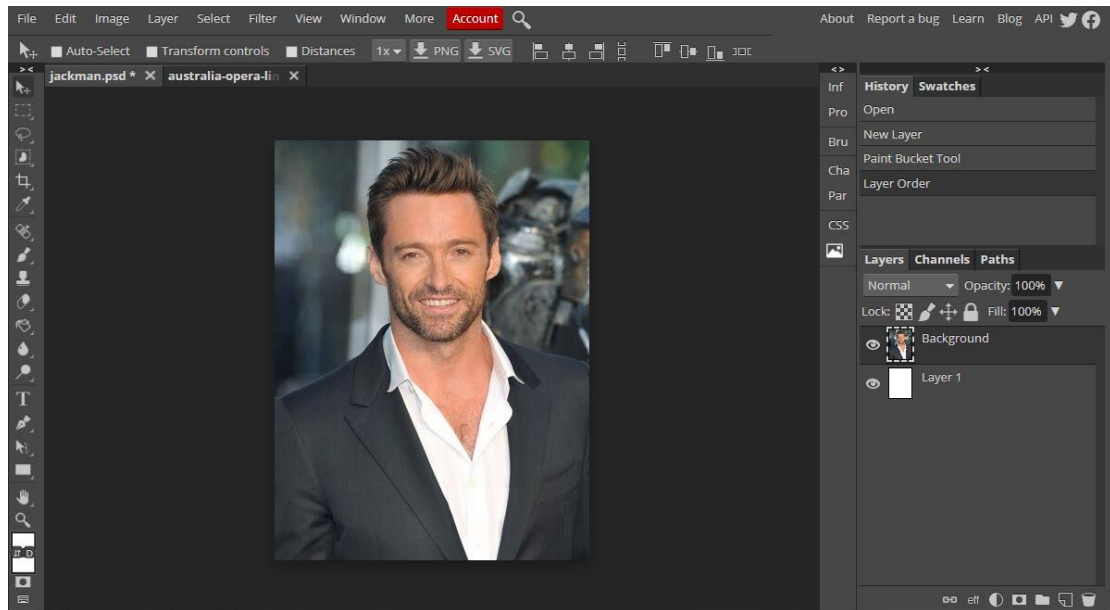 File Edit Image Layer Select Filter View Window More Account About Report a bug Learn Blog API
Auto-Select Transform controls Distances 1x PNG SVG
jackman.psd * australia-opera-lin
Inf
Pro
Bru
Cha
Par
CSS
History Swatches
Open
New Layer
Paint Bucket Tool
Layer Order
Layers Channels Paths
Normal Opacity: 100%
Lock: Fill: 100%
Background
Layer 1
eff